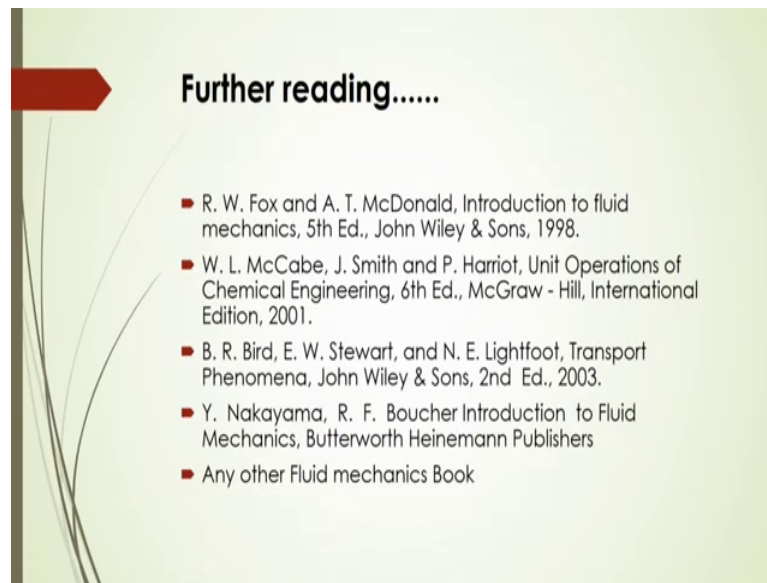 Further reading......
R. W. Fox and A. T. McDonald, Introduction to fluid
mechanics, 5th Ed., John Wiley & Sons, 1998.
W. L. McCabe, J. Smith and P. Harriot, Unit Operations of
Chemical Engineering, 6th Ed., McGraw - Hill, International
Edition, 2001.
B. R. Bird, E. W. Stewart, and N. E. Lightfoot, Transport
Phenomena, John Wiley & Sons, 2nd Ed., 2003.
Y. Nakayama, R. F. Boucher Introduction to Fluid
Mechanics, Butterworth Heinemann Publishers
Any other Fluid mechanics Book